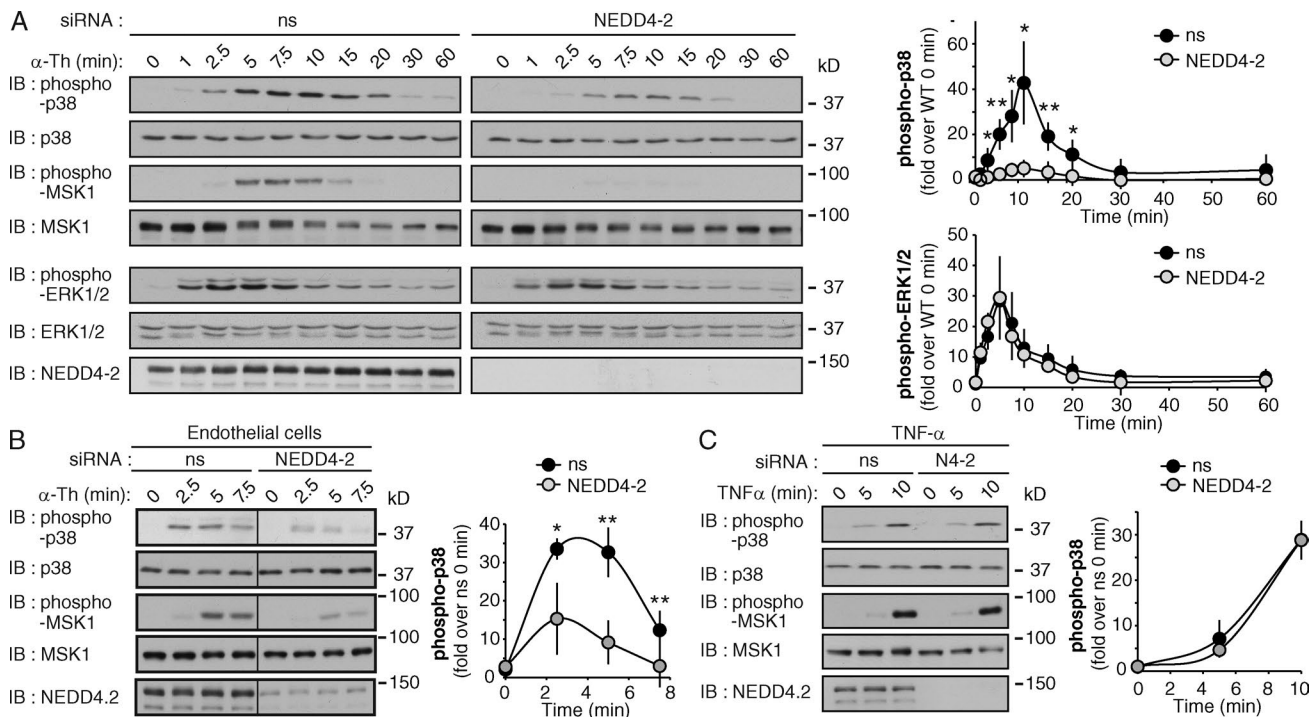 A
siRNA : ns NEDD4-2
α-Th (min): 0 1 2.5 5 7.5 10 15 20 30 60 0 1 2.5 5 7.5 10 15 20 30 60 kD
IB : phospho
-p38
- 37
IB : p38
- 37
IB : phospho
-MSK1
- 100
IB : MSK1
- 100
IB : phospho
-ERK1/2
- 37
IB : ERK1/2
- 37
IB : NEDD4-2
- 150
phospho-p38
(fold over WT 0 min)
60
40
20
0
* ** * * ** *
ns
NEDD4-2
0 10 20 30 40 50 60
Time (min)
phospho-ERK1/2
(fold over WT 0 min)
50
40
30
20
10
0
ns
NEDD4-2
0 10 20 30 40 50 60
Time (min)
B
Endothelial cells
siRNA : ns NEDD4-2
α-Th (min): 0 2.5 5 7.5 0 2.5 5 7.5 kD
IB : phospho
-p38
- 37
IB : p38
- 37
IB : phospho
-MSK1
- 100
IB : MSK1
- 100
IB : NEDD4.2
- 150
ns
NEDD4-2
phospho-p38
(fold over ns 0 min)
40
30
20
10
0
* ** **
0 2 4 6 8
Time (min)
C
TNF-α
siRNA : ns N4-2
TNFα (min): 0 5 10 0 5 10 kD
IB : phospho
-p38
- 37
IB : p38
- 37
IB : phospho
-MSK1
- 100
IB : MSK1
- 100
IB : NEDD4.2
- 150
ns
NEDD4-2
phospho-p38
(fold over ns 0 min)
30
20
10
0
0 5 10
Time (min)